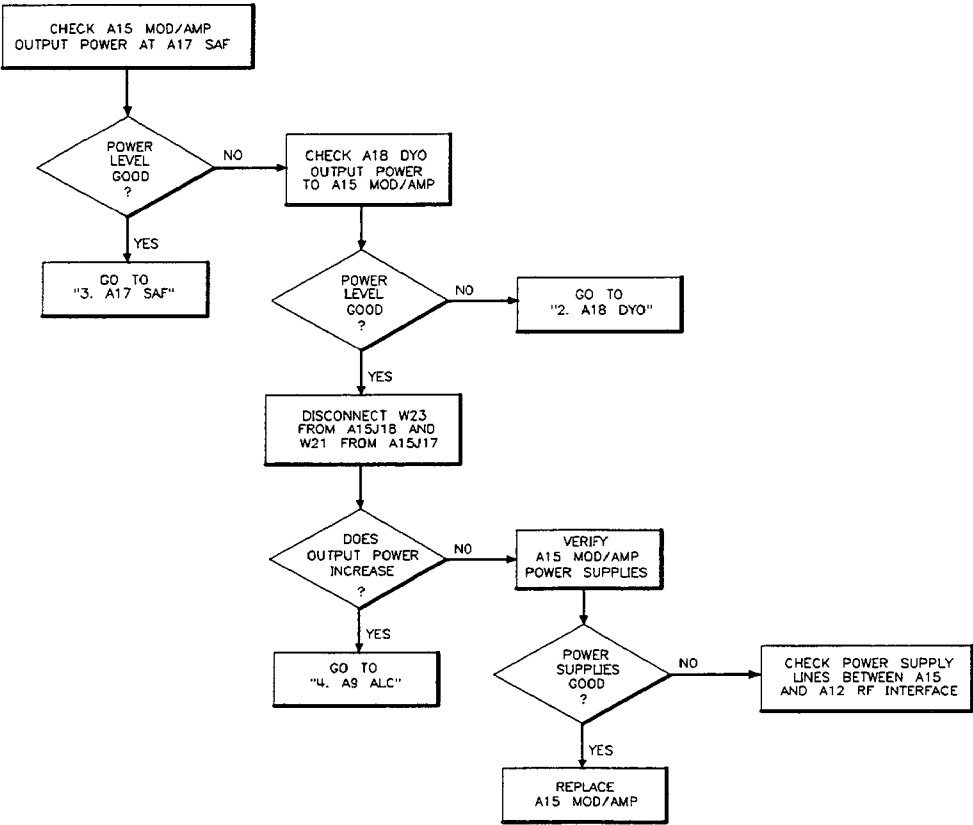 CHECK A15 MOD/AMP
OUTPUT POWER AT A17 SAF
POWER
LEVEL
GOOD
?
NO
YES
GO TO
"3. A17 SAF"
CHECK A18 DYO
OUTPUT POWER
TO A15 MOD/AMP
POWER
LEVEL
GOOD
?
NO
GO TO
"2. A18 DYO"
YES
DISCONNECT W23
FROM A15J18 AND
W21 FROM A15J17
DOES
OUTPUT POWER
INCREASE
?
NO
YES
GO TO
"4. A9 ALC"
VERIFY
A15 MOD/AMP
POWER SUPPLIES
POWER
SUPPLIES
GOOD
?
NO
CHECK POWER SUPPLY
LINES BETWEEN A15
AND A12 RF INTERFACE
YES
REPLACE
A15 MOD/AMP